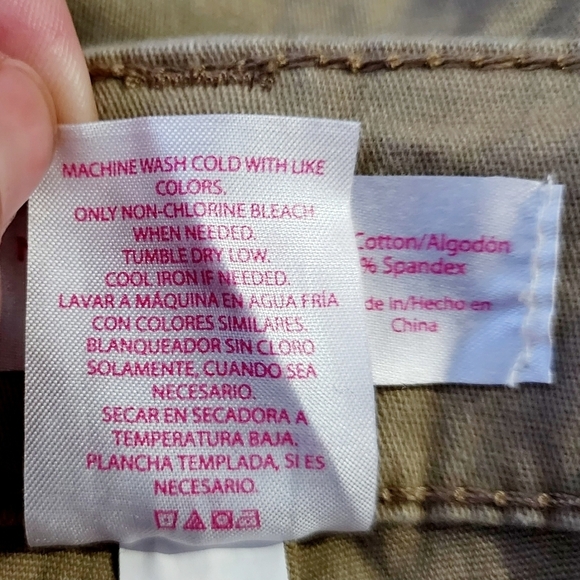 MACHINE WASH COLD WITH LIKE
COLORS.
ONLY NON-CHLORINE BLEACH
WHEN NEEDED.
TUMBLE DRY LOW.
COOL IRON IF NEEDED.
LAVAR A MÁQUINA EN AGUA FRÍA
CON COLORES SIMILARES.
BLANQUEADOR SIN CLORO
SOLAMENTE, CUANDO SEA
NECESARIO.
SECAR EN SECADORA A
TEMPERATURA BAJA.
PLANCHA TEMPLADA, SI ES
NECESARIO.
Cotton/Algodón
% Spandex
de in/Hecho en
China